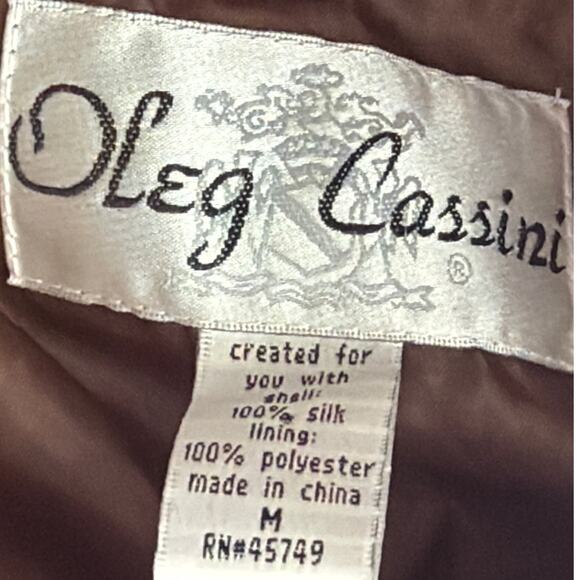 Oleg Cassini
®
created for
you with
shell:
100% silk
lining:
100% polyester
made in china
M
RN#45749